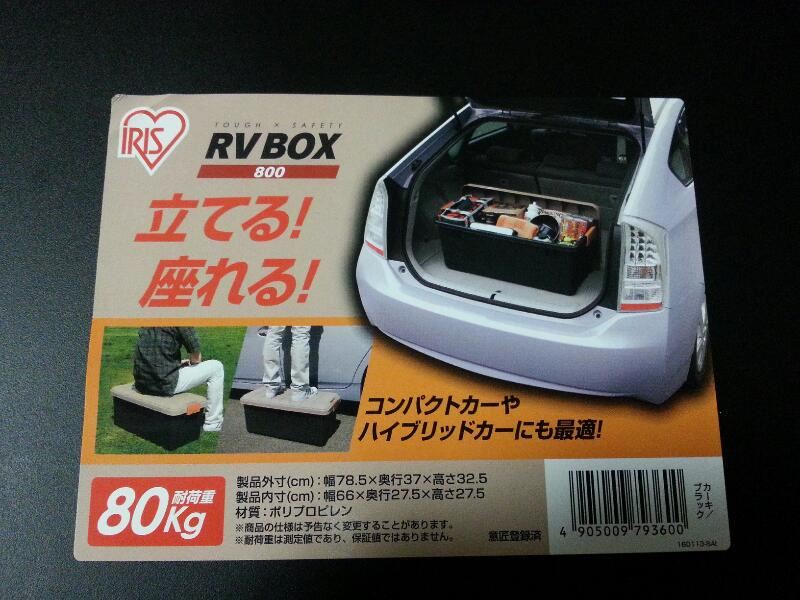 IRIS
TOUGH × SAFETY
RV BOX
800
立てる!
座れる!
コンパクトカーや
ハイブリッドカーにも最適!
耐荷重
80Kg
製品外寸(cm):幅78.5×奥行37×高さ32.5
製品内寸(cm):幅66×奥行27.5×高さ27.5
材質:ポリプロピレン
※商品の仕様は予告なく変更することがあります。
※耐荷重は測定値であり、保証値ではありません。
意匠登録済
4 905009 793600
カーキ/
ブラック